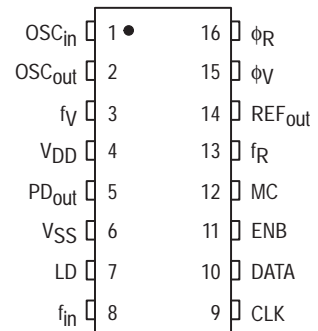 OSCin 1 16 ϕR
OSCout 2 15 ϕV
fV 3 14 REFout
VDD 4 13 fR
PDout 5 12 MC
VSS 6 11 ENB
LD 7 10 DATA
fin 8 9 CLK